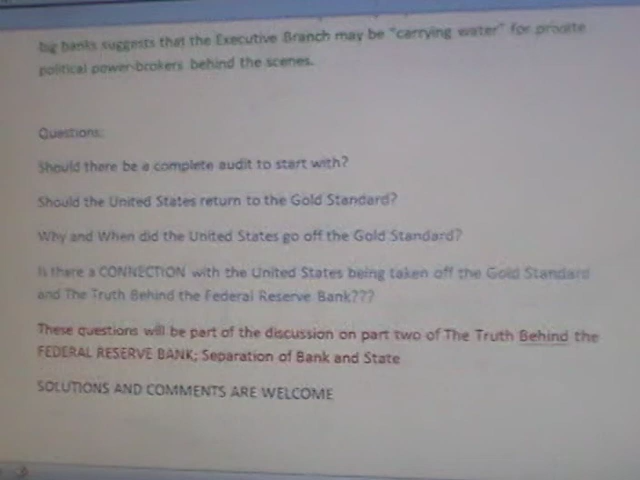 big banks suggests that the Executive Branch may be "carrying water" for private
political power-brokers behind the scenes.
Questions:
Should there be a complete audit to start with?
Should the United States return to the Gold Standard?
Why and When did the United States go off the Gold Standard?
Is there a CONNECTION with the United States being taken off the Gold Standard
and The Truth Behind the Federal Reserve Bank???
These questions will be part of the discussion on part two of The Truth Behind the
FEDERAL RESERVE BANK; Separation of Bank and State
SOLUTIONS AND COMMENTS ARE WELCOME